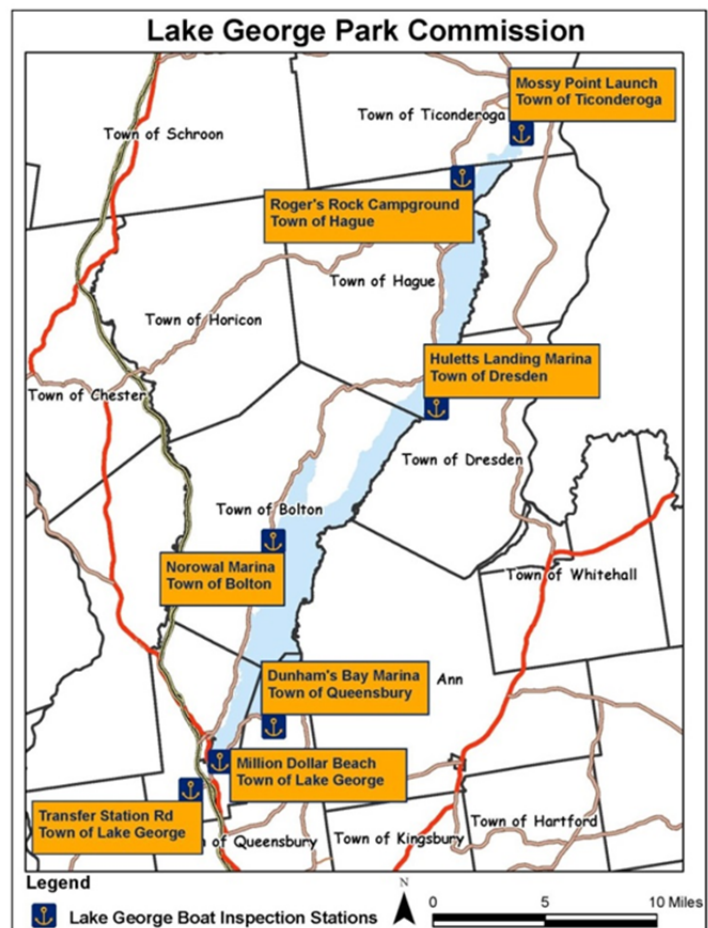 Lake George Park Commission
Mossy Point Launch
Town of Ticonderoga
Town of Ticonderoga
Town of Schroon
Roger's Rock Campground
Town of Hague
Town of Hague
Town of Horicon
Huletts Landing Marina
Town of Dresden
Town of Chester
Town of Dresden
Town of Bolton
Norowal Marina
Town of Bolton
Town of Whitehall
Dunham's Bay Marina
Town of Queensbury
Ann
Million Dollar Beach
Town of Lake George
Transfer Station Rd
Town of Lake George
n of Queensbury
Town of Kingsbury
Town of Hartford
Legend
Lake George Boat Inspection Stations
N
0 5 10 Miles